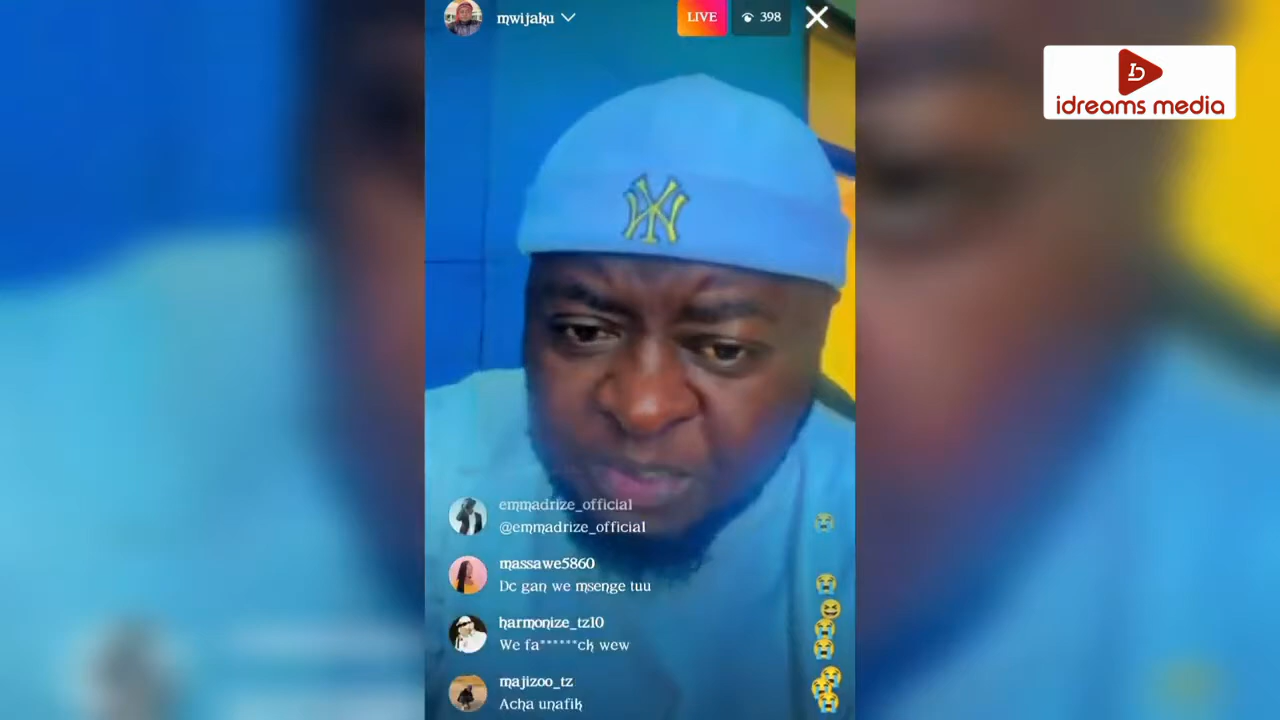 mwijaku
LIVE
398
ID
idreams media
NY
emmadrize_official
@emmadrize_official
massawe5860
Dc gan we msenge tuu
harmonize_tz10
We fa******ck wew
majizoo_tz
Acha unafik